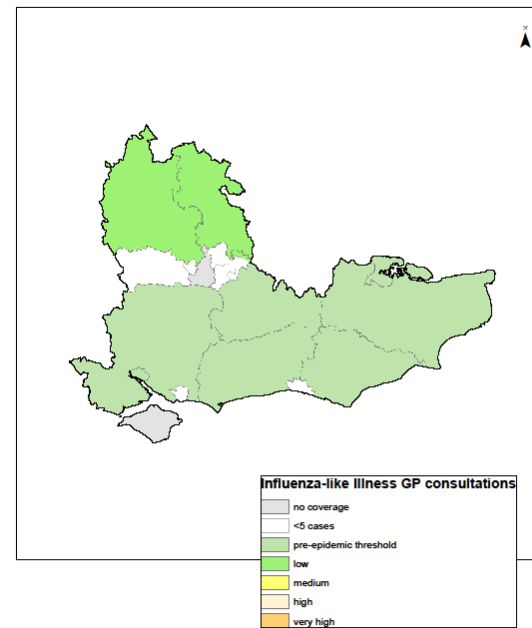 N
Influenza-like Illness GP consultations
no coverage
<5 cases
pre-epidemic threshold
low
medium
high
very high